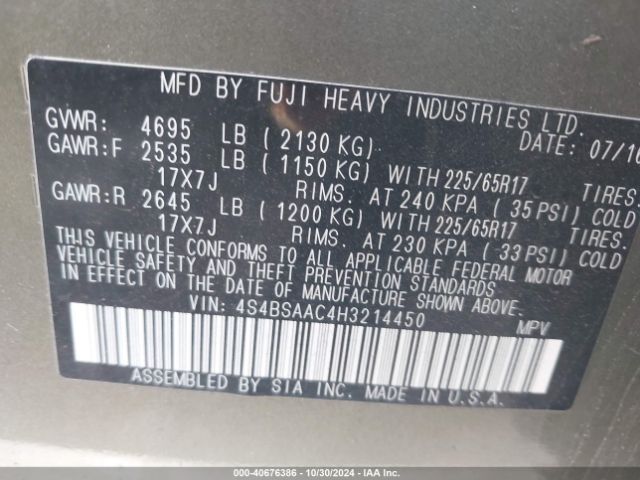 MFD BY FUJI HEAVY INDUSTRIES LTD.
GVWR: 4695 LB ( 2130 KG) DATE: 07/16
GAWR:F 2535 LB ( 1150 KG) WITH 225/65R17 TIRES.
17X7J RIMS. AT 240 KPA ( 35 PSI) COLD
GAWR:R 2645 LB ( 1200 KG) WITH 225/65R17 TIRES.
17X7J RIMS. AT 230 KPA ( 33 PSI) COLD
THIS VEHICLE CONFORMS TO ALL APPLICABLE FEDERAL MOTOR
VEHICLE SAFETY AND THEFT PREVENTION STANDARDS
IN EFFECT ON THE DATE OF MANUFACTURE SHOWN ABOVE.
VIN: 4S4BSAAC4H3214450 MPV
ASSEMBLED BY SIA INC. MADE IN U.S.A.
000-40676386 - 10/30/2024 - IAA Inc.